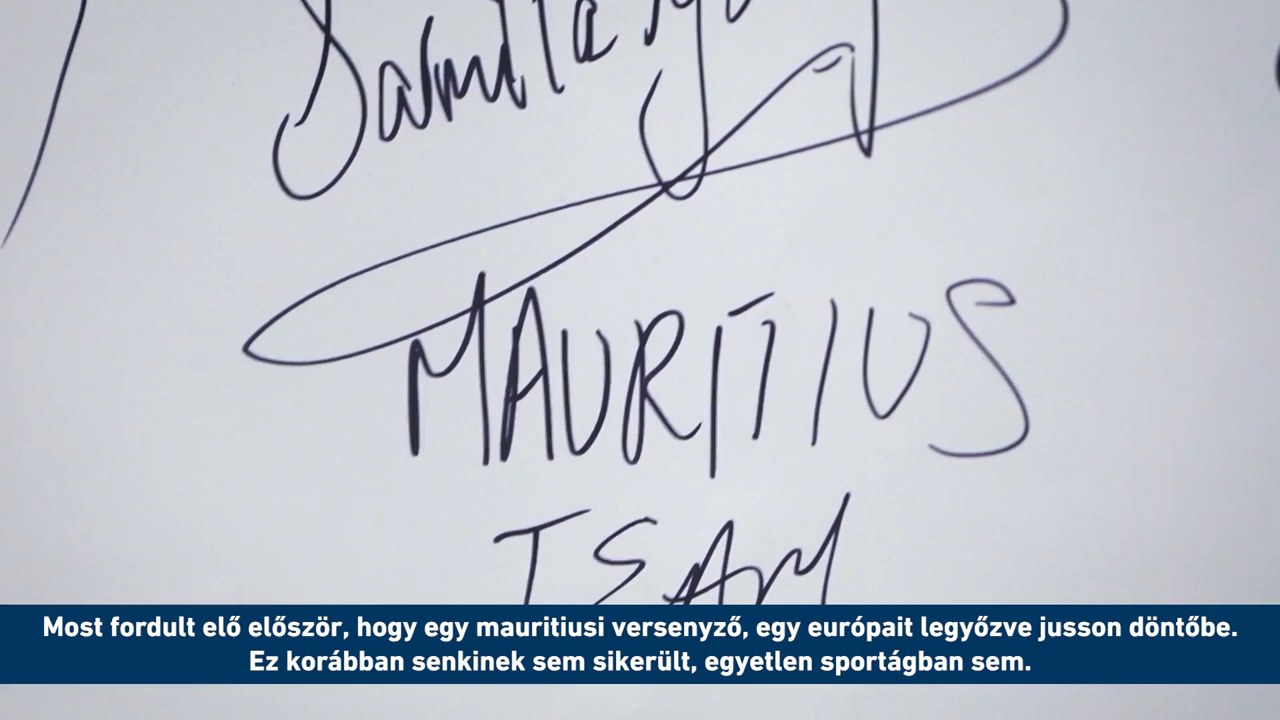 MAURITIUS
TEAM
Most fordult elő először, hogy egy mauritiusi versenyző, egy európait legyőzve jusson döntőbe.
Ez korábban senkinek sem sikerült, egyetlen sportágban sem.